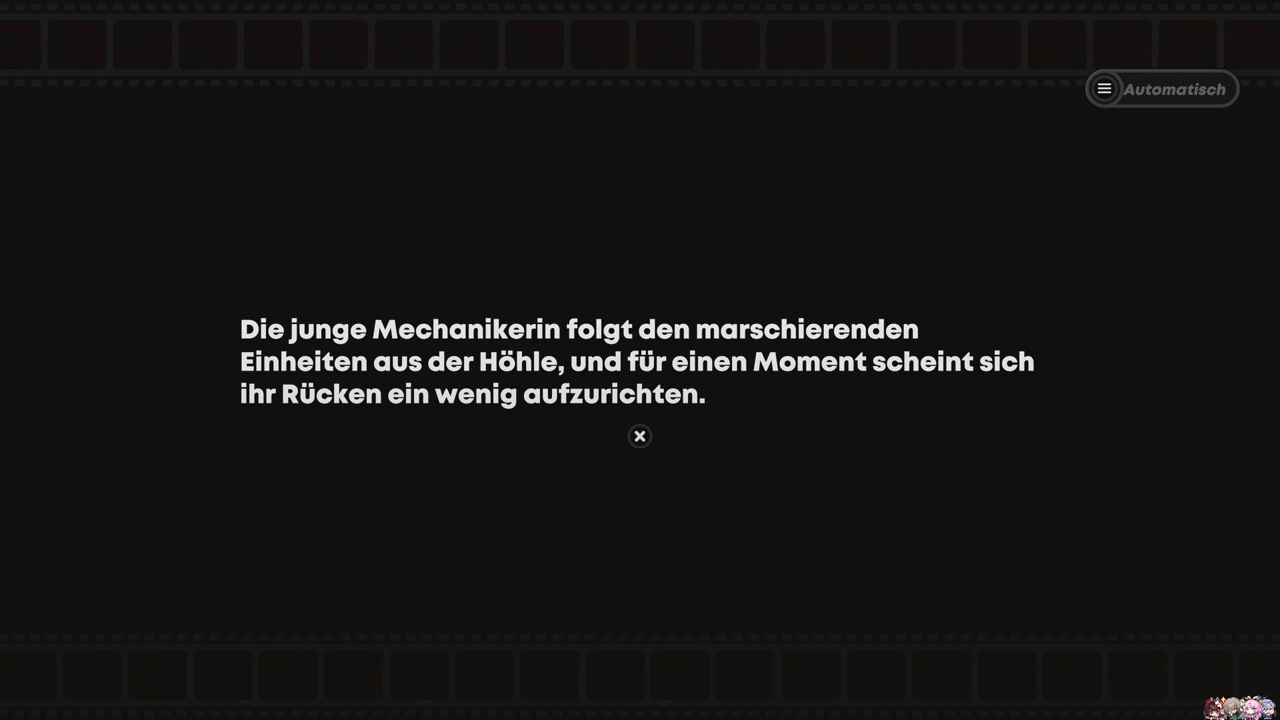 Automatisch
Die junge Mechanikerin folgt den marschierenden
Einheiten aus der Höhle, und für einen Moment scheint sich
ihr Rücken ein wenig aufzurichten.